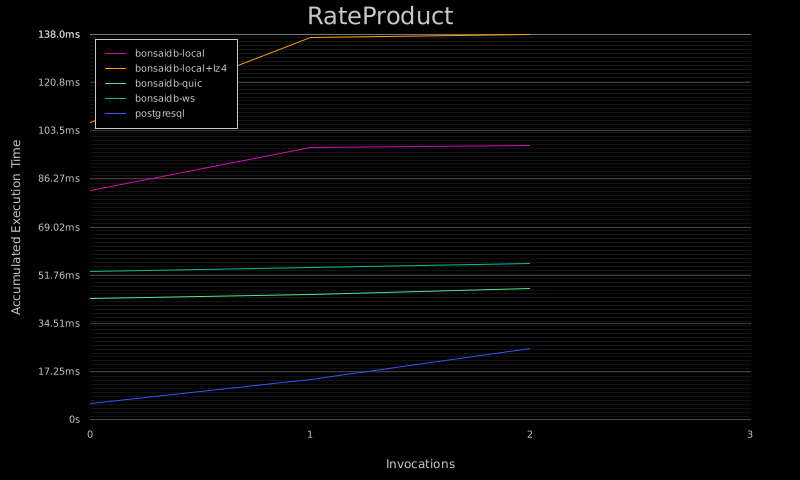 RateProduct
138.0ms
bonsaidb-local
bonsaidb-local+lz4
bonsaidb-quic
bonsaidb-ws
postgresql
120.8ms
103.5ms
86.27ms
69.02ms
51.76ms
34.51ms
17.25ms
0s
Accumulated Execution Time
0 1 2 3
Invocations